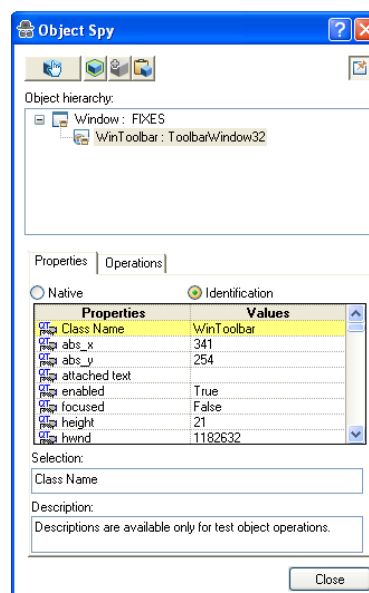 Object Spy
Object hierarchy:
Window : FIXES
WinToolbar : ToolbarWindow32
Properties Operations
Native Identification
Properties Values
Class Name WinToolbar
abs_x 341
abs_y 254
attached text
enabled True
focused False
height 21
hwnd 1182632
Selection:
Class Name
Description:
Descriptions are available only for test object operations.
Close